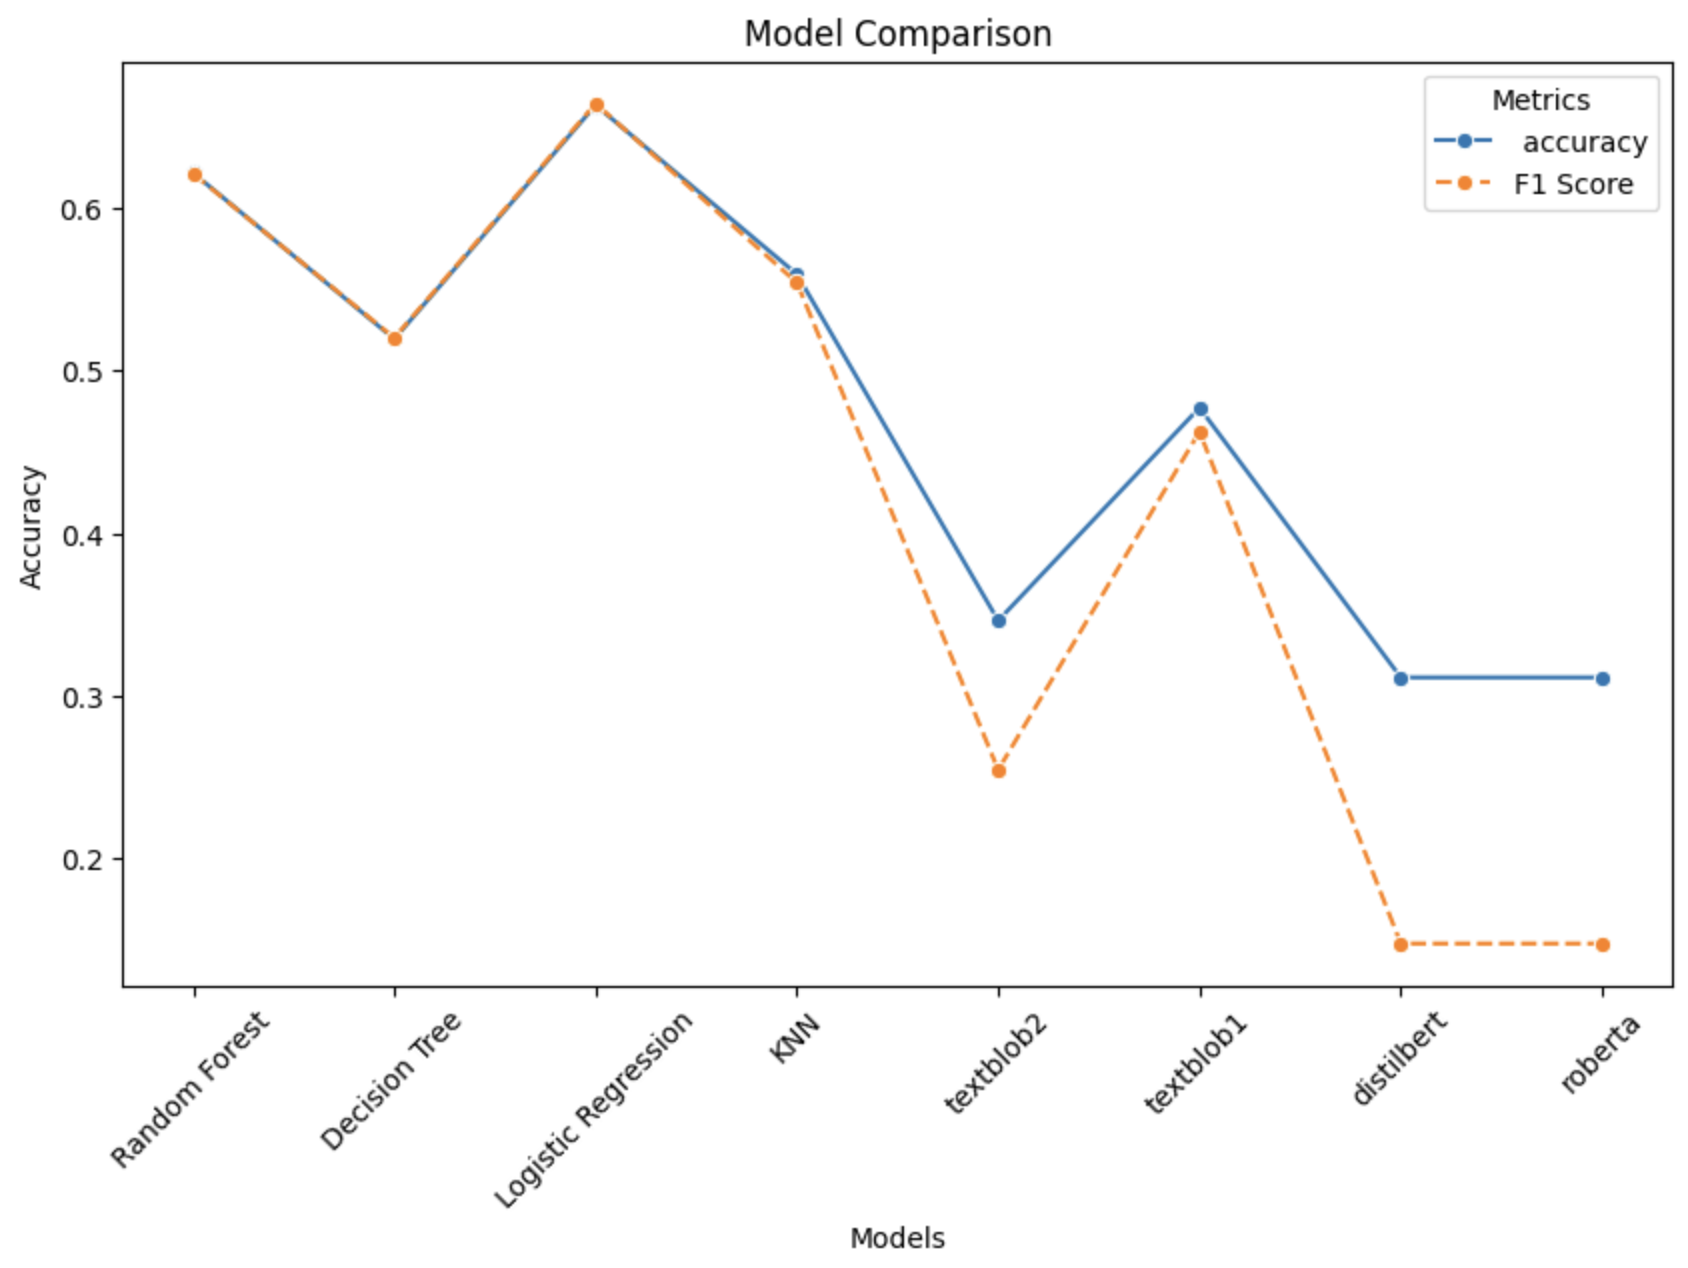 Model Comparison
Metrics
accuracy
F1 Score
Accuracy
0.6
0.5
0.4
0.3
0.2
Random Forest
Decision Tree
Logistic Regression
KNN
textblob2
textblob1
distilbert
roberta
Models